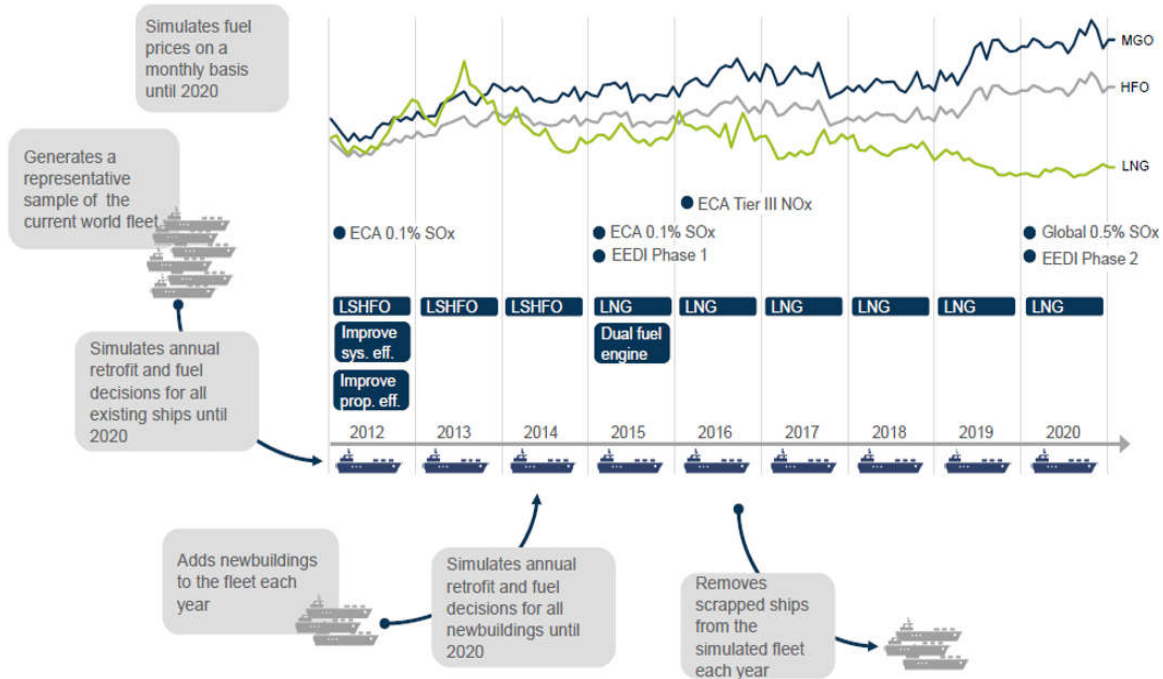 Simulates fuel
prices on a
monthly basis
until 2020
MGO
HFO
LNG
Generates a
representative
sample of the
current world fleet
ECA Tier III NOx
ECA 0.1% SOx
ECA 0.1% SOx
Global 0.5% SOx
EEDI Phase 1
EEDI Phase 2
LSHFO
LSHFO
LSHFO
LNG
LNG
LNG
LNG
LNG
LNG
Improve
sys. eff.
Dual fuel
engine
Improve
prop. eff.
Simulates annual
retrofit and fuel
decisions for all
existing ships until
2020
2012
2013
2014
2015
2016
2017
2018
2019
2020
Adds newbuildings
to the fleet each
year
Simulates annual
retrofit and fuel
decisions for all
newbuildings until
2020
Removes
scrapped ships
from the
simulated fleet
each year